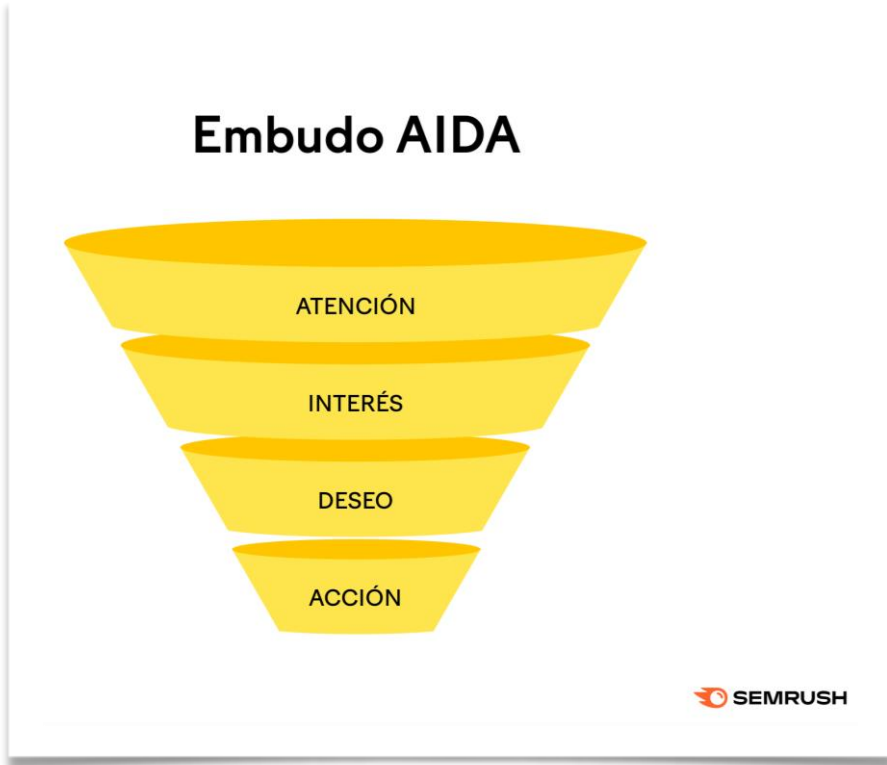 Embudo AIDA
ATENCIÓN
INTERÉS
DESEO
ACCIÓN
SEMRUSH